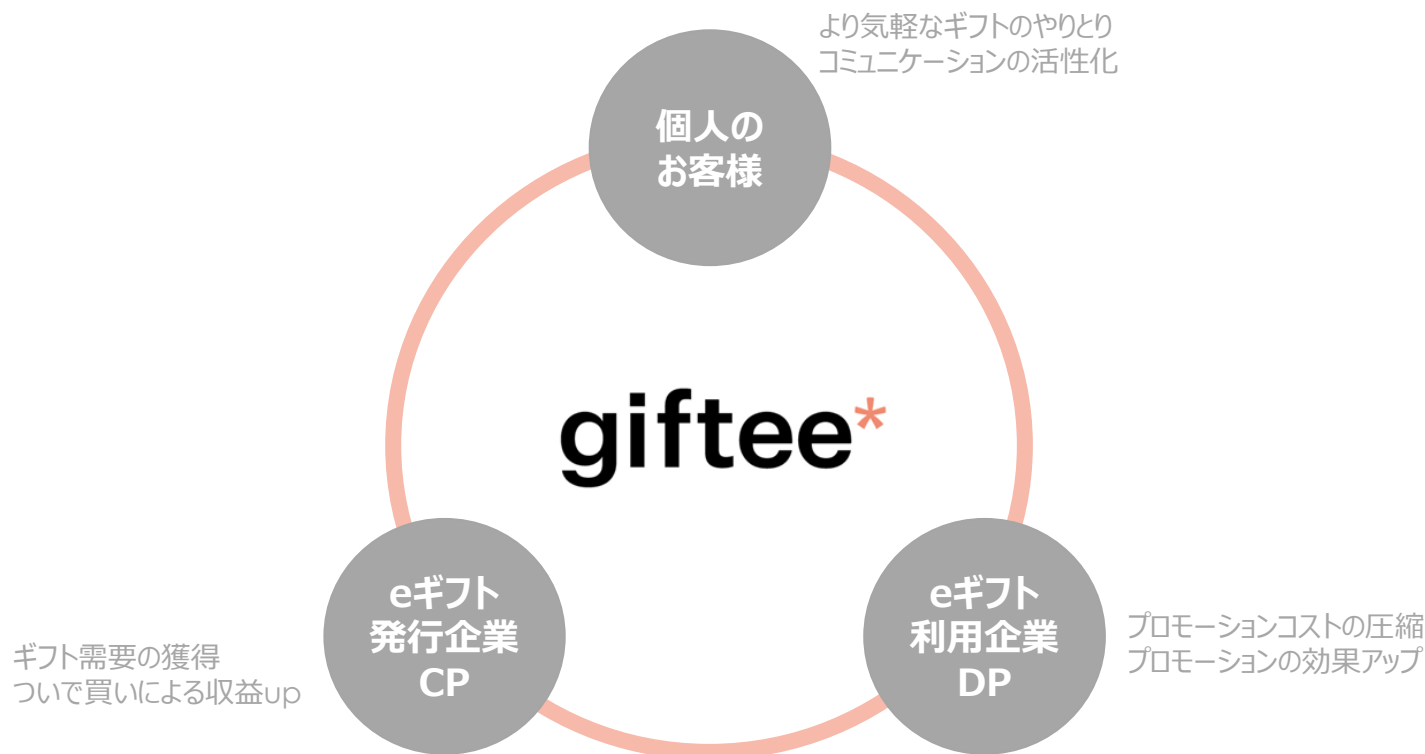 より気軽なギフトのやりとり
コミュニケーションの活性化
個人の
お客様
giftee*
eギフト
発行企業
CP
ギフト需要の獲得
ついで買いによる収益up
eギフト
利用企業
DP
プロモーションコストの圧縮
プロモーションの効果アップ